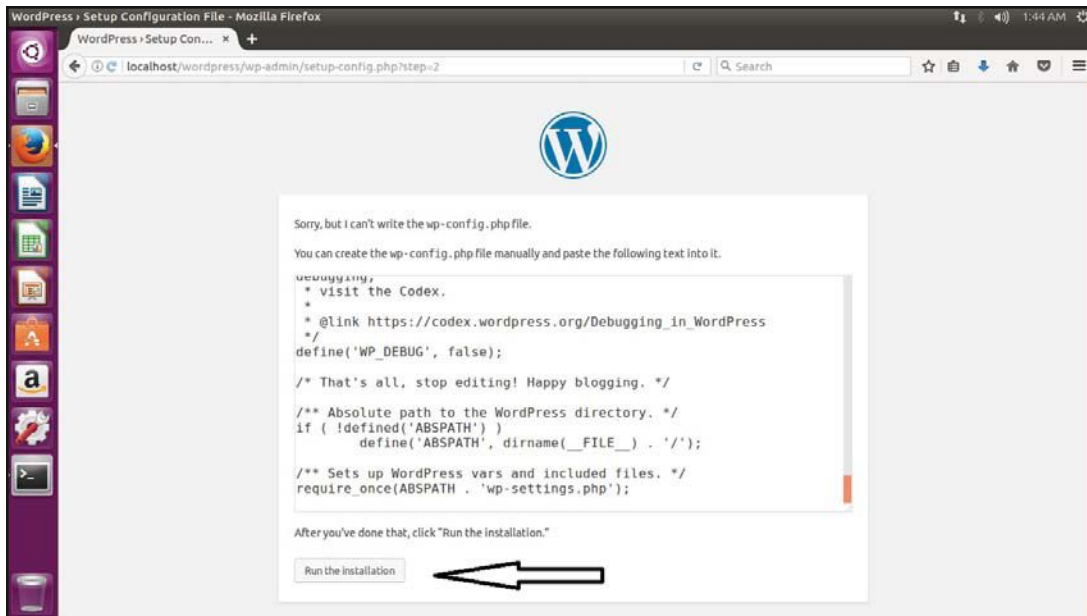 WordPress › Setup Configuration File - Mozilla Firefox
1:44 AM
WordPress › Setup Con... × +
localhost/wordpress/wp-admin/setup-config.php?step=2
Search
W
Sorry, but I can't write the wp-config.php file.
You can create the wp-config.php file manually and paste the following text into it.
debugging,
* visit the Codex.
*
* @link https://codex.wordpress.org/Debugging_in_WordPress
*/
define('WP_DEBUG', false);
/* That's all, stop editing! Happy blogging. */
/** Absolute path to the WordPress directory. */
if ( !defined('ABSPATH') )
define('ABSPATH', dirname(__FILE__) . '/');
/** Sets up WordPress vars and included files. */
require_once(ABSPATH . 'wp-settings.php');
After you've done that, click "Run the installation."
Run the installation